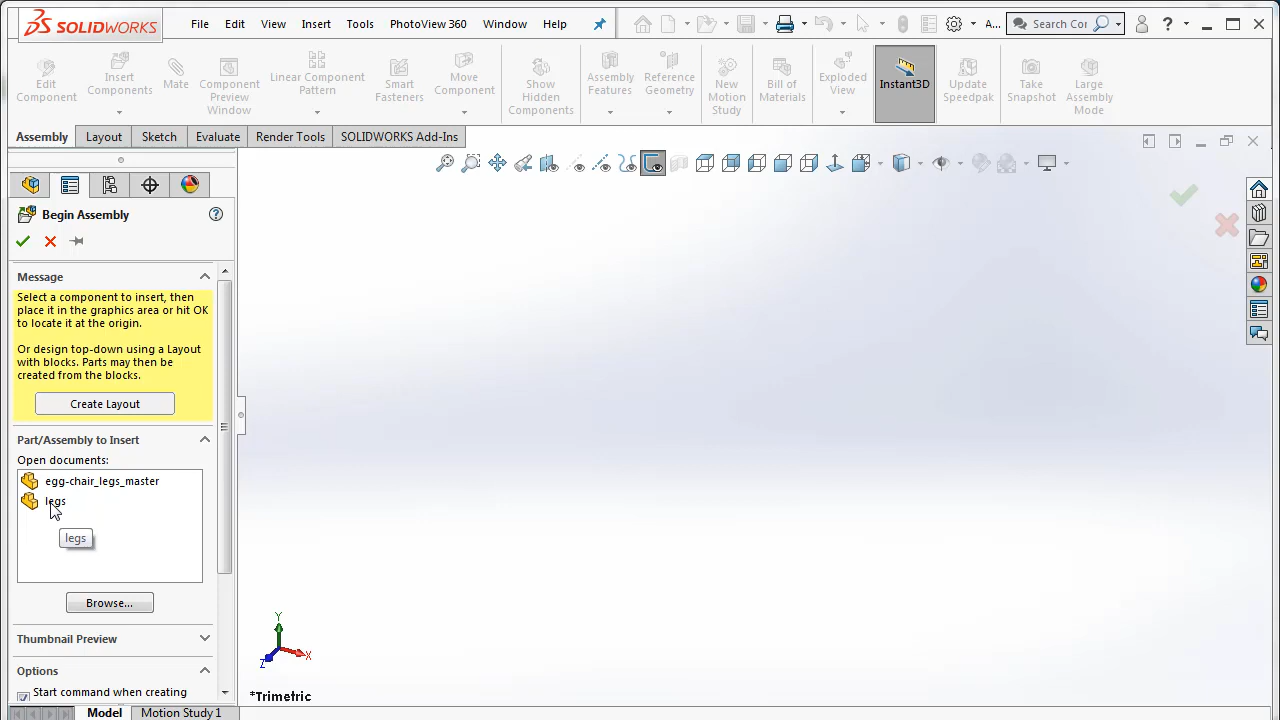 SOLIDWORKS
File Edit View Insert Tools PhotoView 360 Window Help
A...
Search Cor
?
Edit Component
Insert Components
Mate
Component Preview Window
Linear Component Pattern
Smart Fasteners
Move Component
Show Hidden Components
Assembly Features
Reference Geometry
New Motion Study
Bill of Materials
Exploded View
Instant3D
Update Speedpak
Take Snapshot
Large Assembly Mode
Assembly Layout Sketch Evaluate Render Tools SOLIDWORKS Add-Ins
Begin Assembly
?
Message
Select a component to insert, then
place it in the graphics area or hit OK
to locate it at the origin.
Or design top-down using a Layout
with blocks. Parts may then be
created from the blocks.
Create Layout
Part/Assembly to Insert
Open documents:
egg-chair_legs_master
legs
legs
Browse...
Thumbnail Preview
Options
Start command when creating
Y
X
Z
*Trimetric
Model Motion Study 1